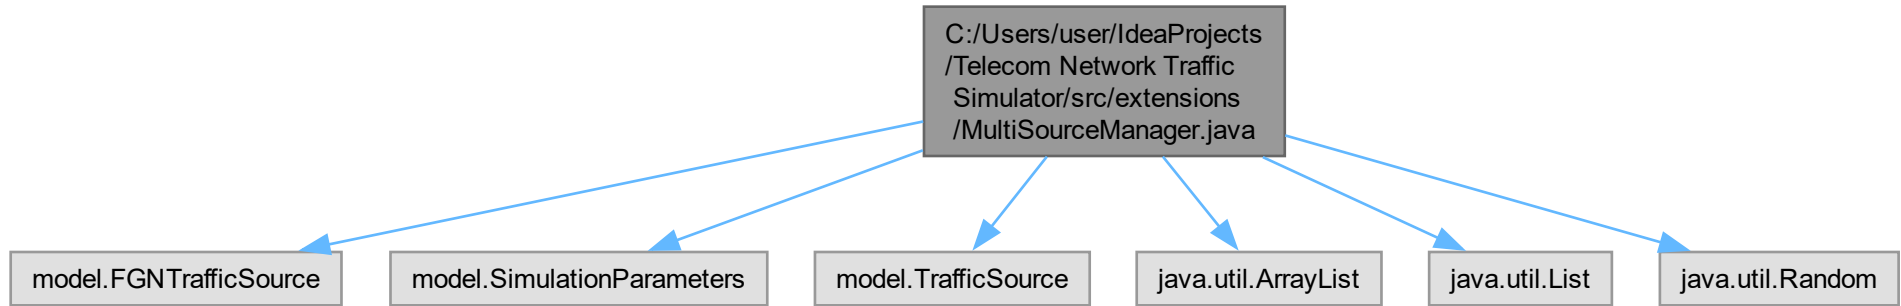 C:/Users/user/IdeaProjects
/Telecom Network Traffic
Simulator/src/extensions
/MultiSourceManager.java
model.FGNTrafficSource
model.SimulationParameters
model.TrafficSource
java.util.ArrayList
java.util.List
java.util.Random